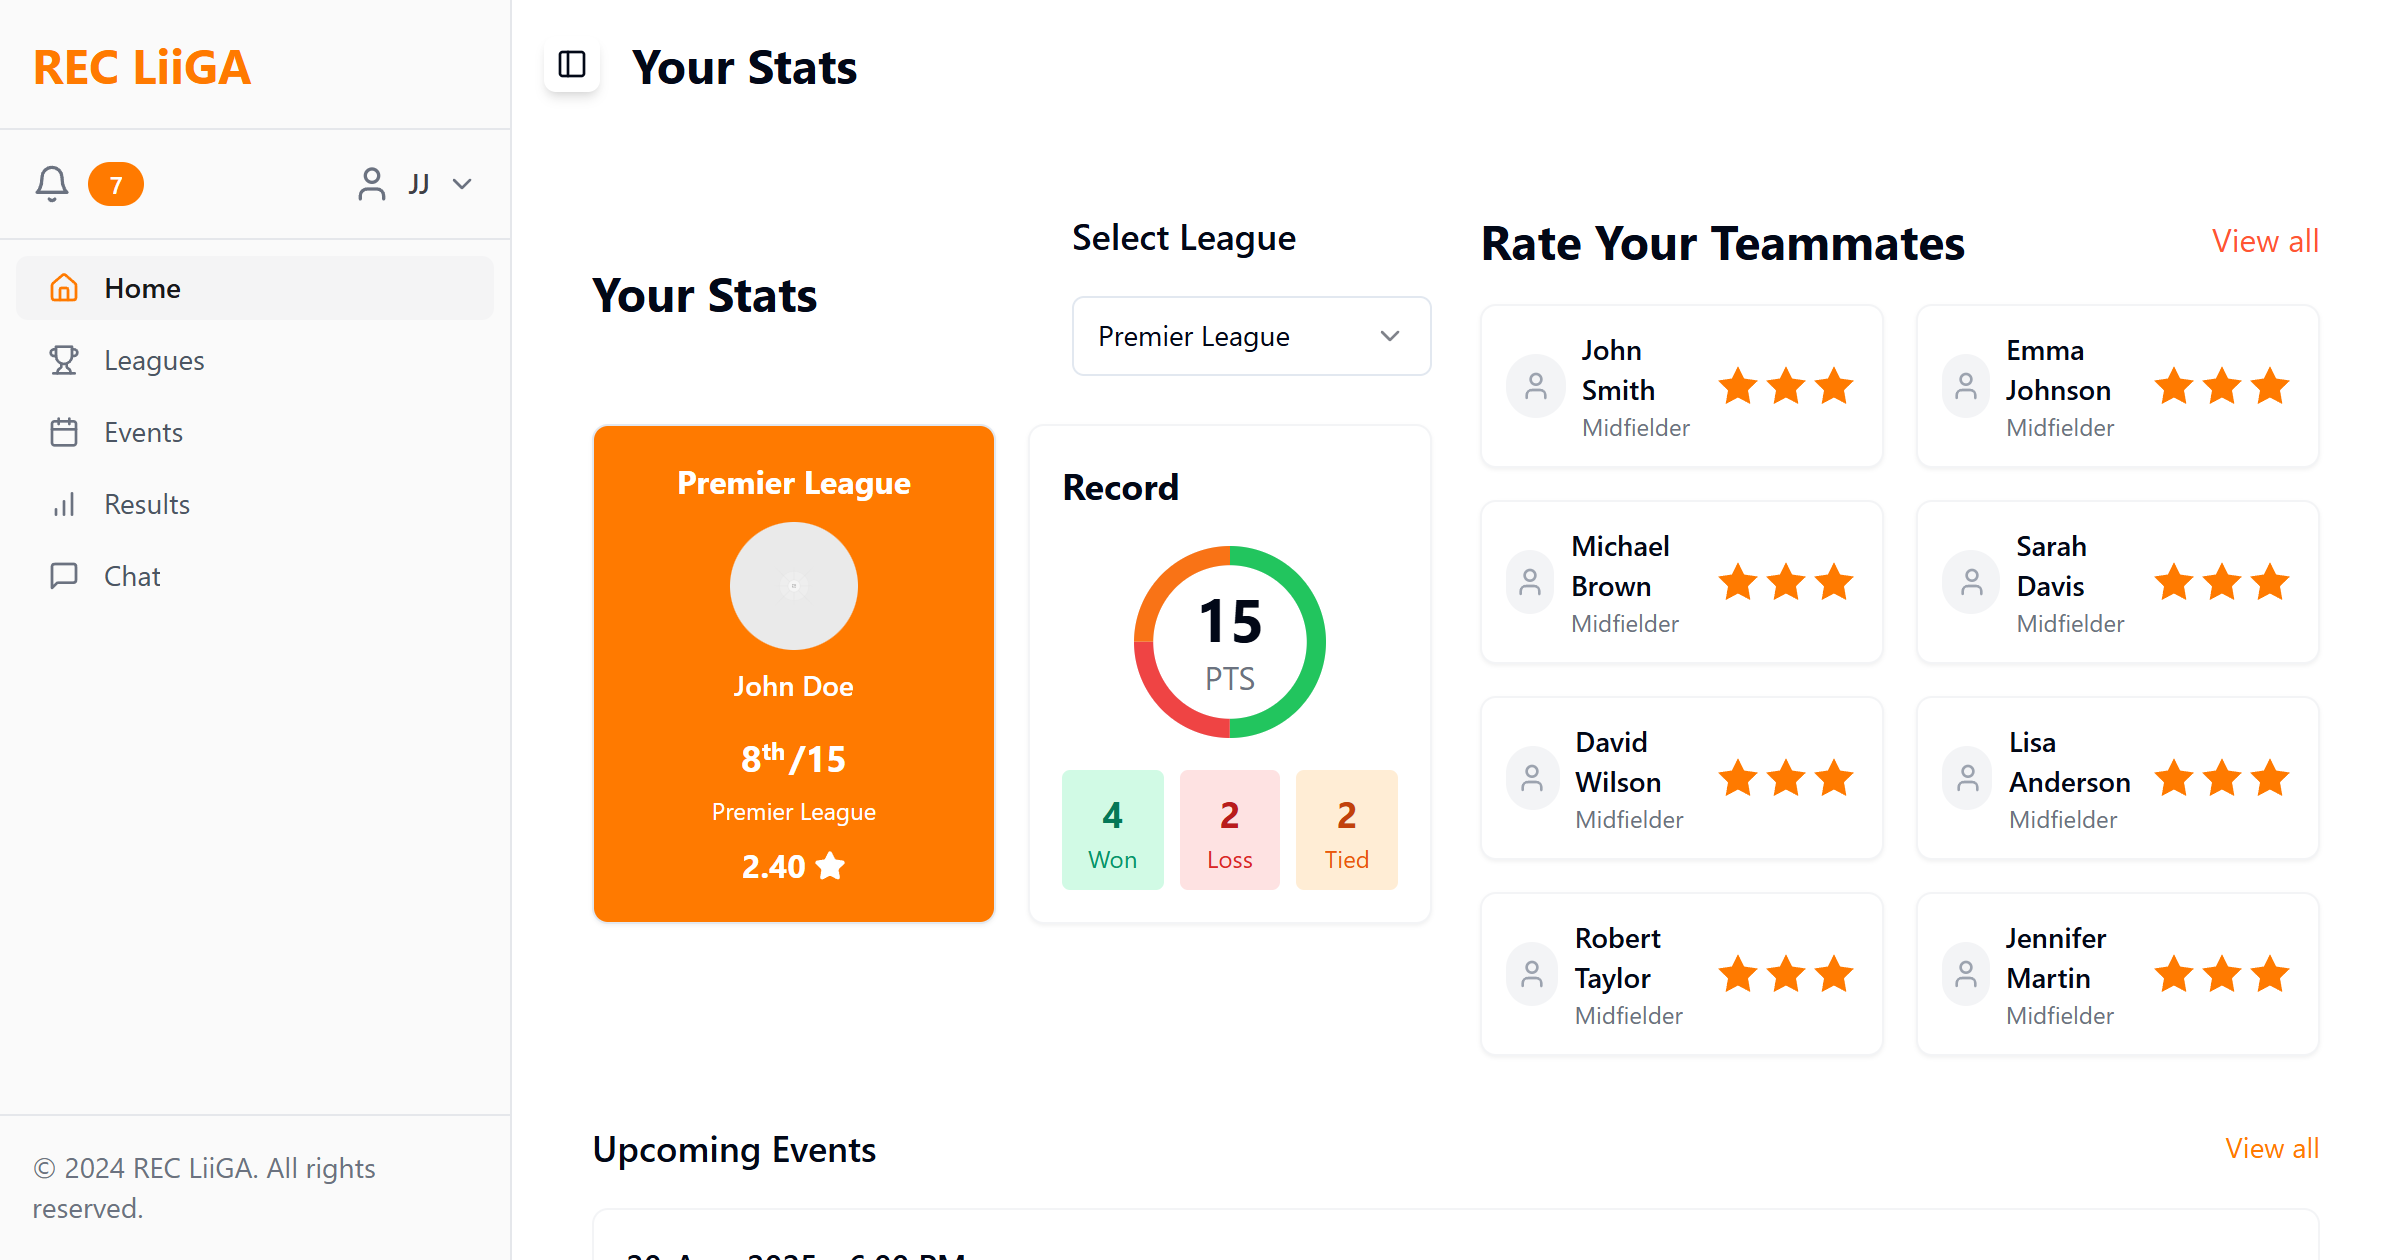 REC LiiGA
7
JJ
Home
Leagues
Events
Results
Chat
© 2024 REC LiiGA. All rights
reserved.
Your Stats
Your Stats
Select League
Premier League
Premier League
John Doe
8th/15
Premier League
2.40
Record
15
PTS
4
Won
2
Loss
2
Tied
Rate Your Teammates
View all
John
Smith
Midfielder
Emma
Johnson
Midfielder
Michael
Brown
Midfielder
Sarah
Davis
Midfielder
David
Wilson
Midfielder
Lisa
Anderson
Midfielder
Robert
Taylor
Midfielder
Jennifer
Martin
Midfielder
Upcoming Events
View all